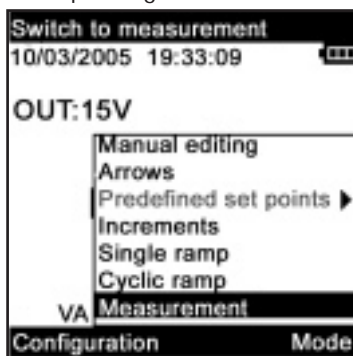 Switch to measurement
10/03/2005 19:33:09
OUT:15V
Manual editing
Arrows
Predefined set points
Increments
Single ramp
Cyclic ramp
VA Measurement
Configuration Mode